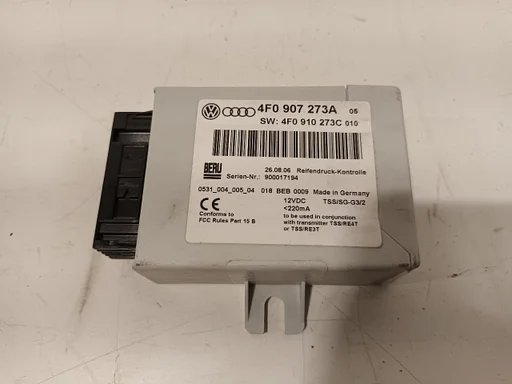 4F0 907 273A 05
SW: 4F0 910 273C 010
BERU
26.08.06 Reifendruck-Kontrolle
Serien-Nr.: 900017194
0531_004_005_04 018 BEB 0009 Made in Germany
CE 12VDC TSS/SG-G3/2
<220mA
Conforms to FCC Rules Part 15 B
to be used in conjunction
with transmitter TSS/RE4T
or TSS/RE3T